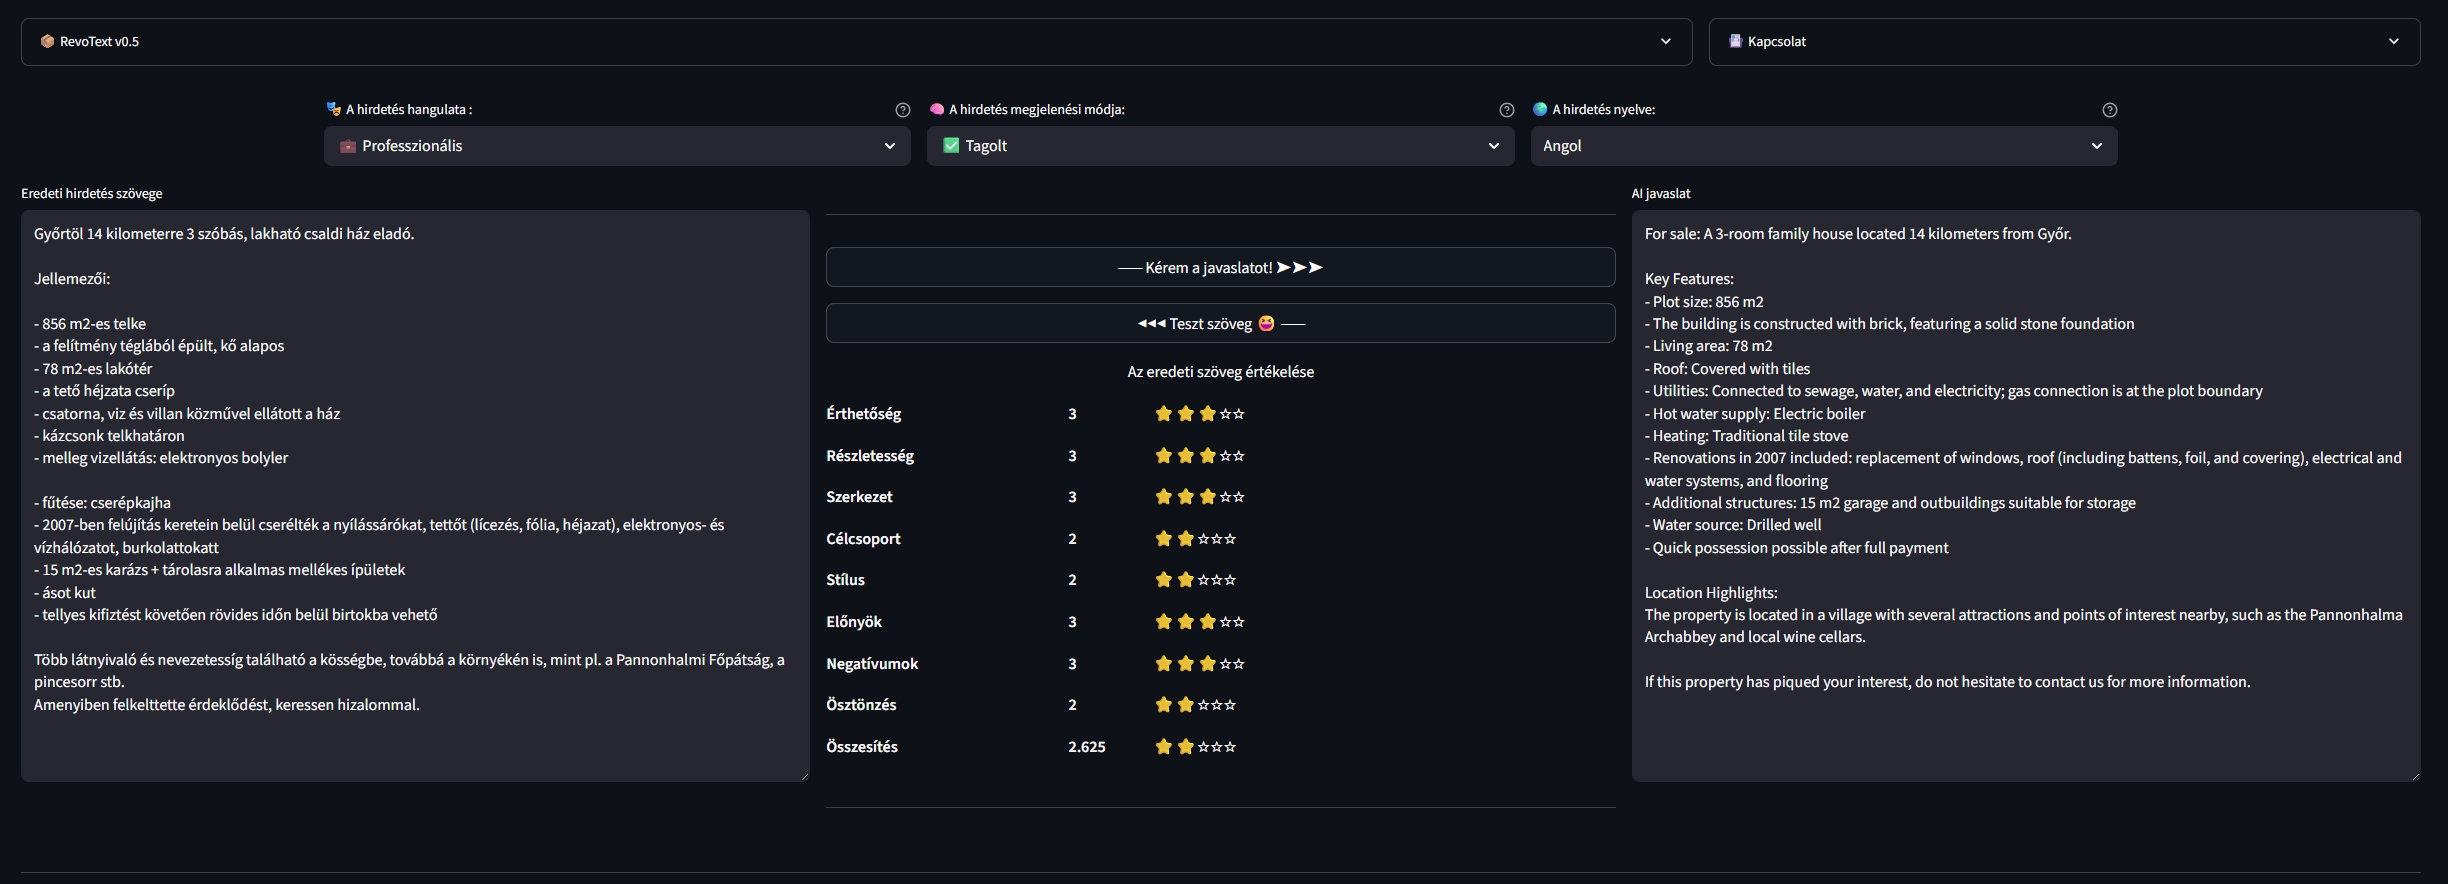 RevoText v0.5
Kapcsolat
A hirdetés hangulata :
A hirdetés megjelenési módja:
A hirdetés nyelve:
Professzionális
Tagolt
Angol
Eredeti hirdetés szövege
Győrtöl 14 kilometerre 3 szóbás, lakható csaldi ház eladó.
Jellemezői:
- 856 m2-es telke
- a felítmény téglából épült, kő alapos
- 78 m2-es lakótér
- a tető héjzata cseríp
- csatorna, viz és villan közművel ellátott a ház
- kázcsonk telkhatáron
- melleg vizellátás: elektronyos bolyler
- fűtése: cserépkajha
- 2007-ben felújítás keretein belül cserélték a nyílássárókat, tettőt (lícezés, fólia, héjazat), elektronyos- és
vízhálózatot, burkolattokatt
- 15 m2-es karázs + tárolasra alkalmas mellékes ípületek
- ásot kut
- tellyes kifiztést követően rövides időn belül birtokba vehető
Több látnyivaló és nevezetessíg található a kösségbe, továbbá a környékén is, mint pl. a Pannonhalmi Főpátság, a
pincesorr stb.
Amenyiben felkelttette érdeklődést, keressen hizalommal.
—— Kérem a javaslatot! ➤➤➤
◄◄◄ Teszt szöveg 😆 ——
Az eredeti szöveg értékelése
Érthetőség 3 ⭐⭐⭐☆☆
Részletesség 3 ⭐⭐⭐☆☆
Szerkezet 3 ⭐⭐⭐☆☆
Célcsoport 2 ⭐⭐☆☆☆
Stílus 2 ⭐⭐☆☆☆
Előnyök 3 ⭐⭐⭐☆☆
Negatívumok 3 ⭐⭐⭐☆☆
Ösztönzés 2 ⭐⭐☆☆☆
Összesítés 2.625 ⭐⭐☆☆☆
AI javaslat
For sale: A 3-room family house located 14 kilometers from Győr.
Key Features:
- Plot size: 856 m2
- The building is constructed with brick, featuring a solid stone foundation
- Living area: 78 m2
- Roof: Covered with tiles
- Utilities: Connected to sewage, water, and electricity; gas connection is at the plot boundary
- Hot water supply: Electric boiler
- Heating: Traditional tile stove
- Renovations in 2007 included: replacement of windows, roof (including battens, foil, and covering), electrical and
water systems, and flooring
- Additional structures: 15 m2 garage and outbuildings suitable for storage
- Water source: Drilled well
- Quick possession possible after full payment
Location Highlights:
The property is located in a village with several attractions and points of interest nearby, such as the Pannonhalma
Archabbey and local wine cellars.
If this property has piqued your interest, do not hesitate to contact us for more information.